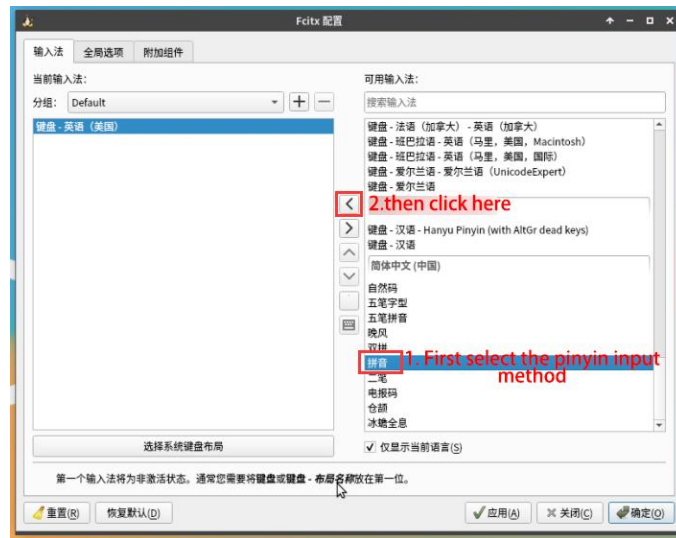 Fcitx 配置
输入法 全局选项 附加组件
当前输入法:
可用输入法:
分组: Default
搜索输入法
键盘 - 英语（美国）
键盘 - 法语（加拿大） - 英语（加拿大）
键盘 - 班巴拉语 - 英语（马里，美国，Macintosh）
键盘 - 班巴拉语 - 英语（马里，美国，国际）
键盘 - 爱尔兰语 - 爱尔兰语（UnicodeExpert）
键盘 - 爱尔兰语
2.then click here
键盘 - 汉语 - Hanyu Pinyin (with AltGr dead keys)
键盘 - 汉语
简体中文 (中国)
自然码
五笔字型
五笔拼音
晚风
双拼
拼音
1. First select the pinyin input
method
二笔
电报码
仓颉
冰蟾全息
选择系统键盘布局
仅显示当前语言(S)
第一个输入法将为非激活状态。通常您需要将键盘或键盘 - 布局名称放在第一位。
重置(R) 恢复默认(D) 应用(A) 关闭(C) 确定(O)